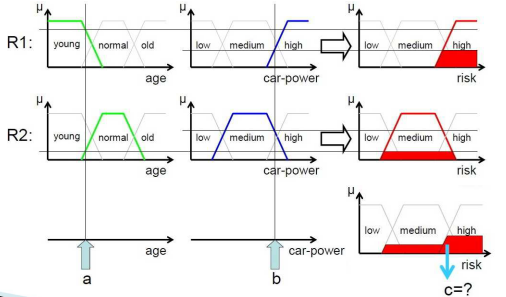 μ μ μ
R1: young normal old low medium high low medium high
age car-power risk
μ μ μ
R2: young normal old low medium high low medium high
age car-power risk
μ
low medium high
age car-power risk
a b c=?